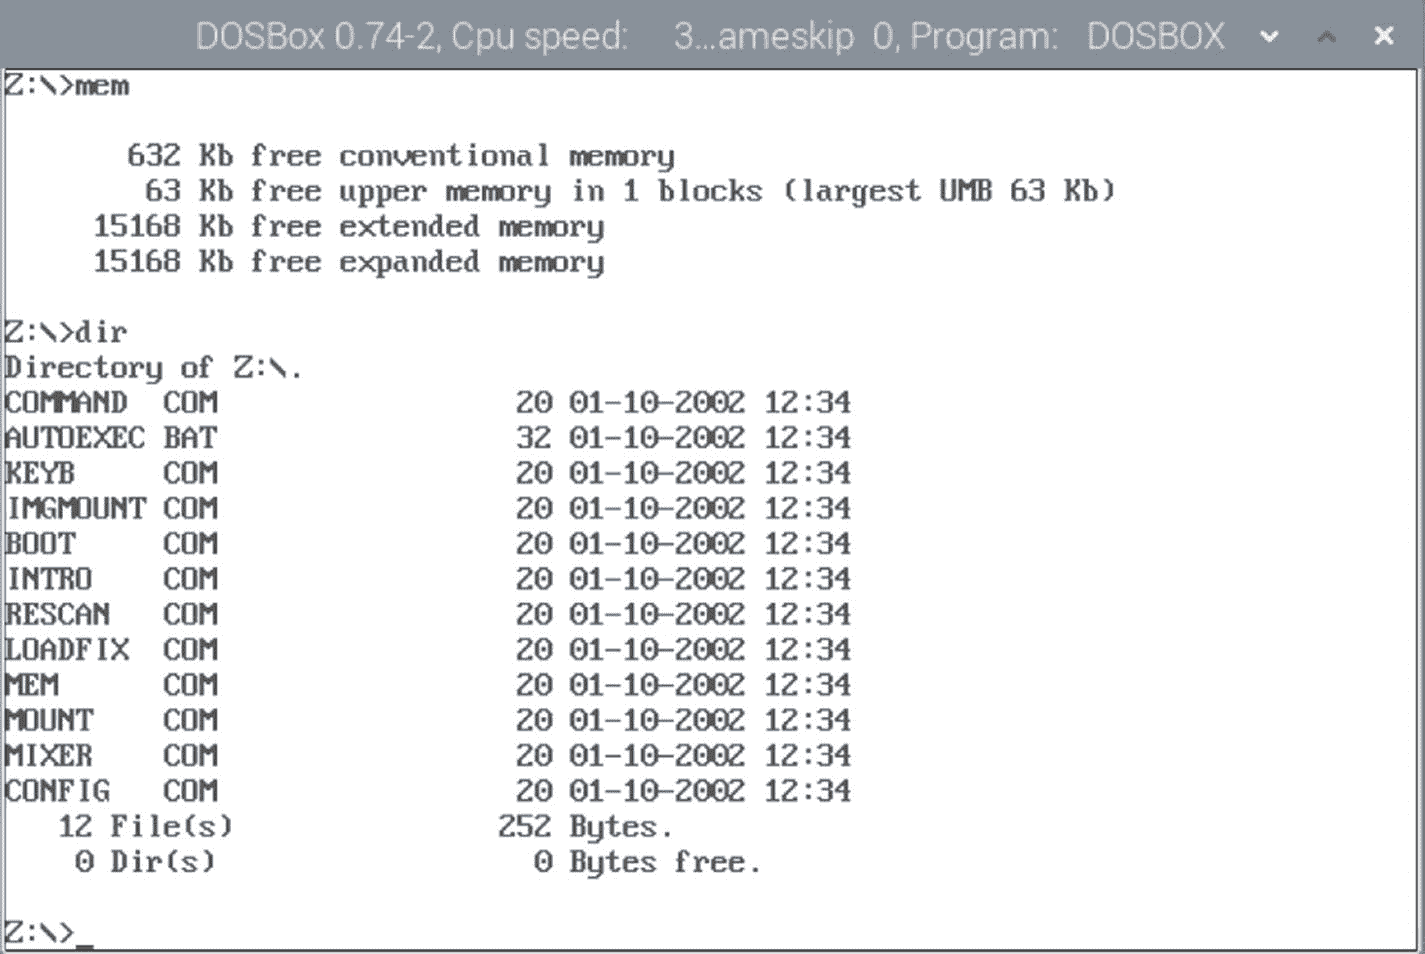 DOSBox 0.74-2, Cpu speed: 3...ameskip 0, Program: DOSBOX
Z:\>mem
632 Kb free conventional memory
63 Kb free upper memory in 1 blocks (largest UMB 63 Kb)
15168 Kb free extended memory
15168 Kb free expanded memory
Z:\>dir
Directory of Z:\.
COMMAND COM 20 01-10-2002 12:34
AUTOEXEC BAT 32 01-10-2002 12:34
KEYB COM 20 01-10-2002 12:34
IMGMOUNT COM 20 01-10-2002 12:34
BOOT COM 20 01-10-2002 12:34
INTRO COM 20 01-10-2002 12:34
RESCAN COM 20 01-10-2002 12:34
LOADFIX COM 20 01-10-2002 12:34
MEM COM 20 01-10-2002 12:34
MOUNT COM 20 01-10-2002 12:34
MIXER COM 20 01-10-2002 12:34
CONFIG COM 20 01-10-2002 12:34
12 File(s) 252 Bytes.
0 Dir(s) 0 Bytes free.
Z:\>_